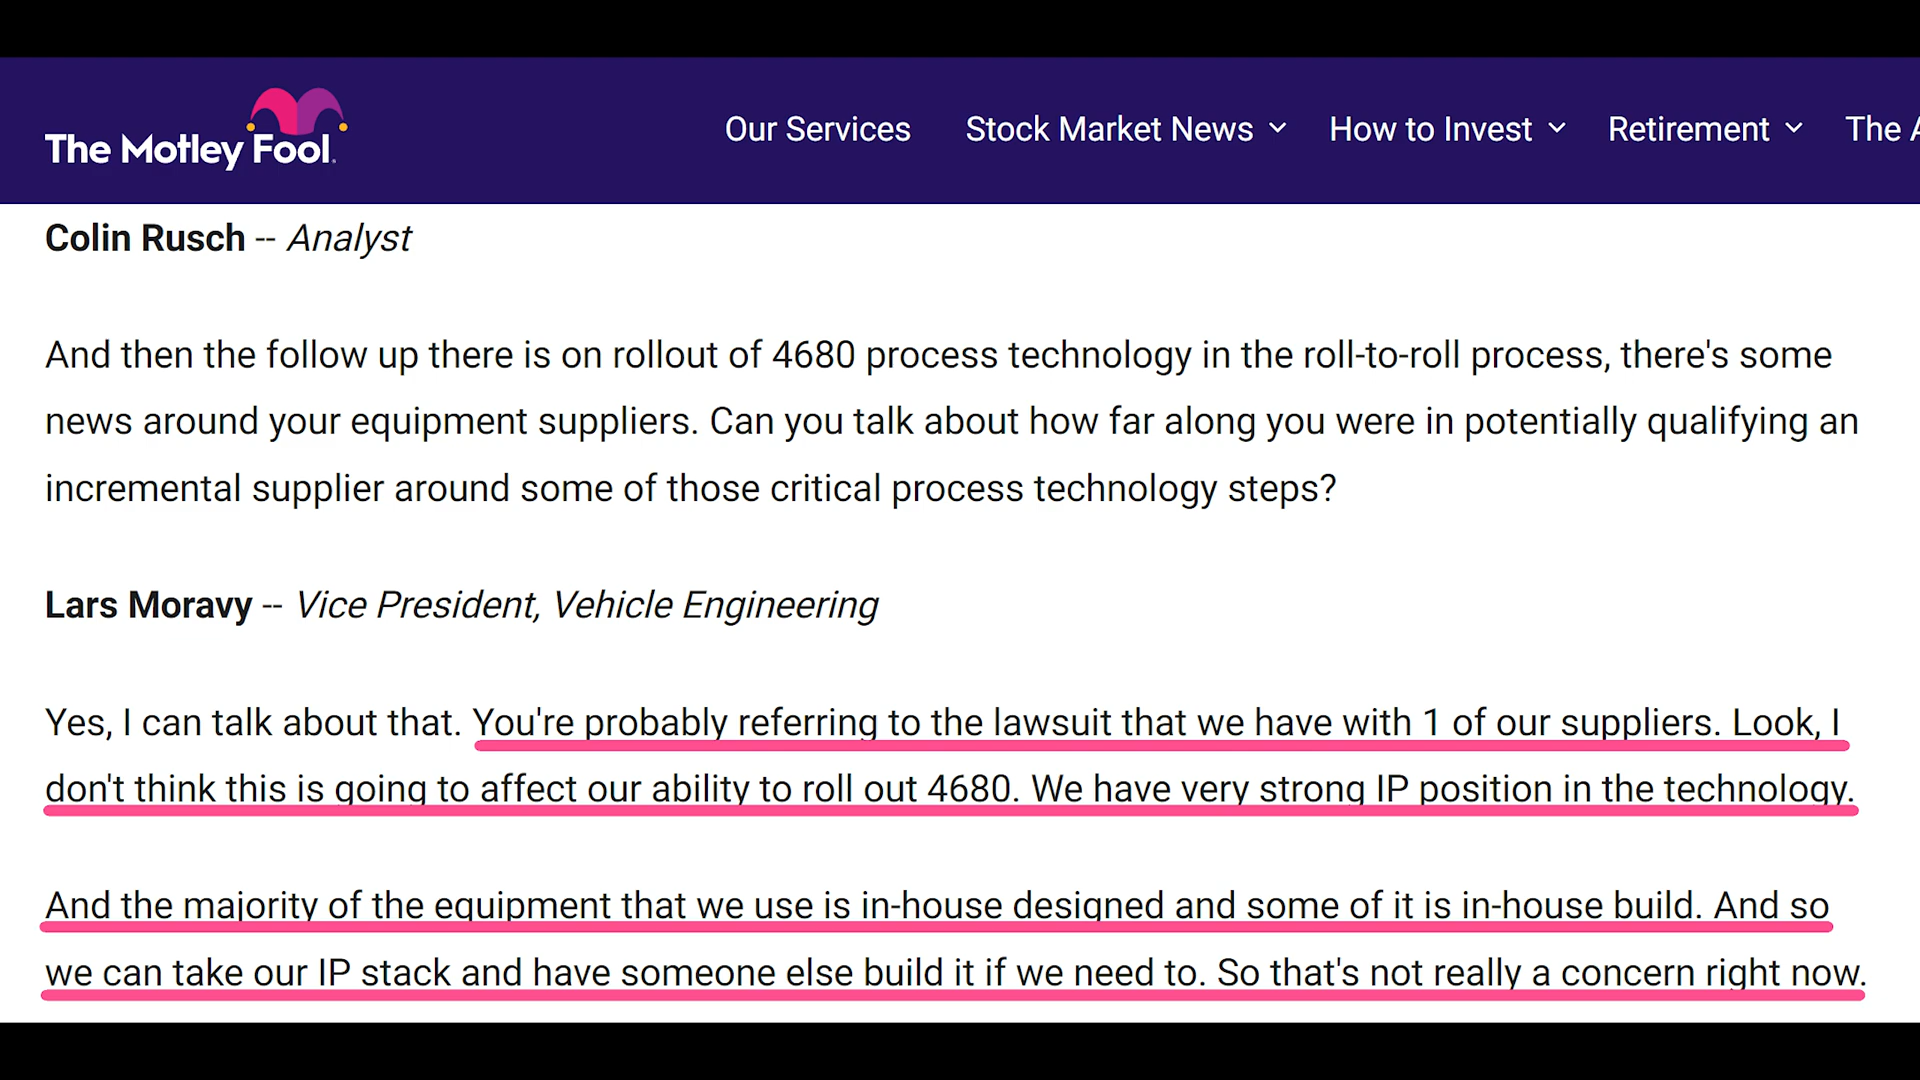 The Motley Fool.
Our Services Stock Market News How to Invest Retirement The A
Colin Rusch -- Analyst
And then the follow up there is on rollout of 4680 process technology in the roll-to-roll process, there's some
news around your equipment suppliers. Can you talk about how far along you were in potentially qualifying an
incremental supplier around some of those critical process technology steps?
Lars Moravy -- Vice President, Vehicle Engineering
Yes, I can talk about that. You're probably referring to the lawsuit that we have with 1 of our suppliers. Look, I
don't think this is going to affect our ability to roll out 4680. We have very strong IP position in the technology.
And the majority of the equipment that we use is in-house designed and some of it is in-house build. And so
we can take our IP stack and have someone else build it if we need to. So that's not really a concern right now.